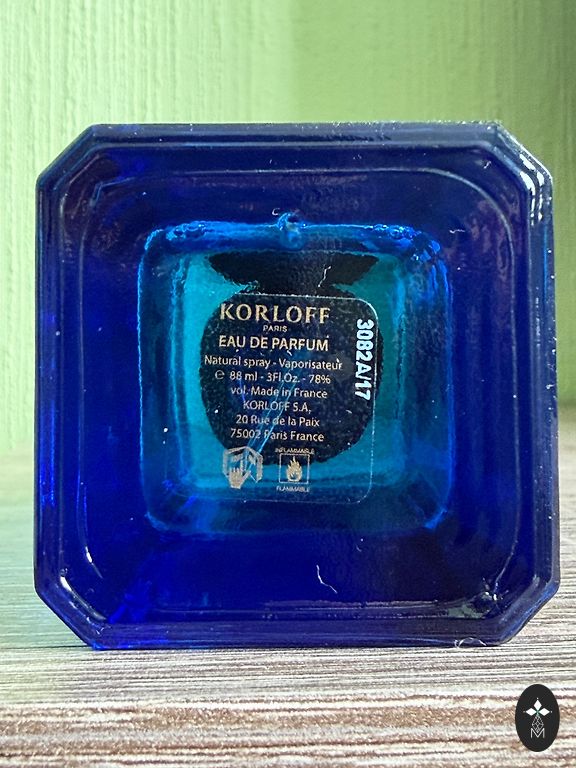 KORLOFF
PARIS
EAU DE PARFUM
Natural spray - Vaporisateur
℮ 88 ml - 3Fl.Oz. - 78%
vol. Made in France
KORLOFF S.A,
20 Rue de la Paix
75002 Paris France
INFLAMMABLE
FLAMMABLE
3082A/17
M